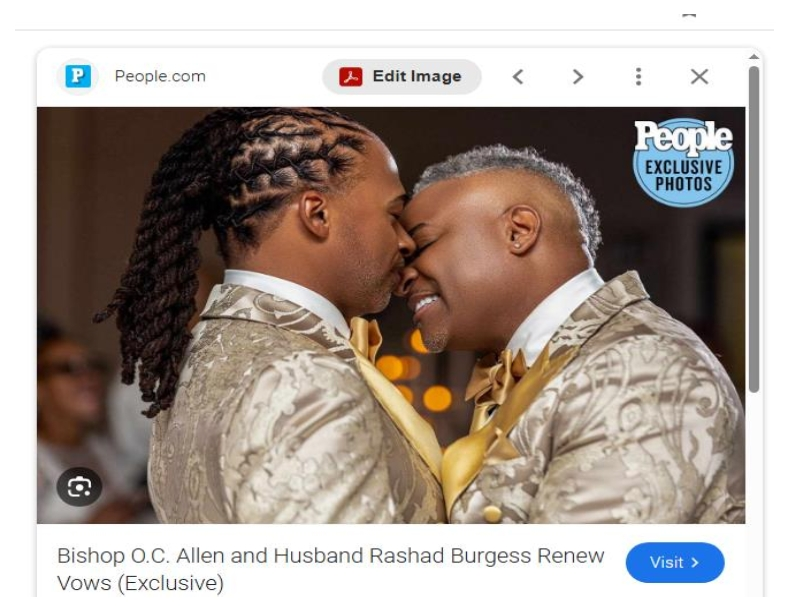 P People.com Edit Image
People
EXCLUSIVE
PHOTOS
Bishop O.C. Allen and Husband Rashad Burgess Renew
Vows (Exclusive)
Visit